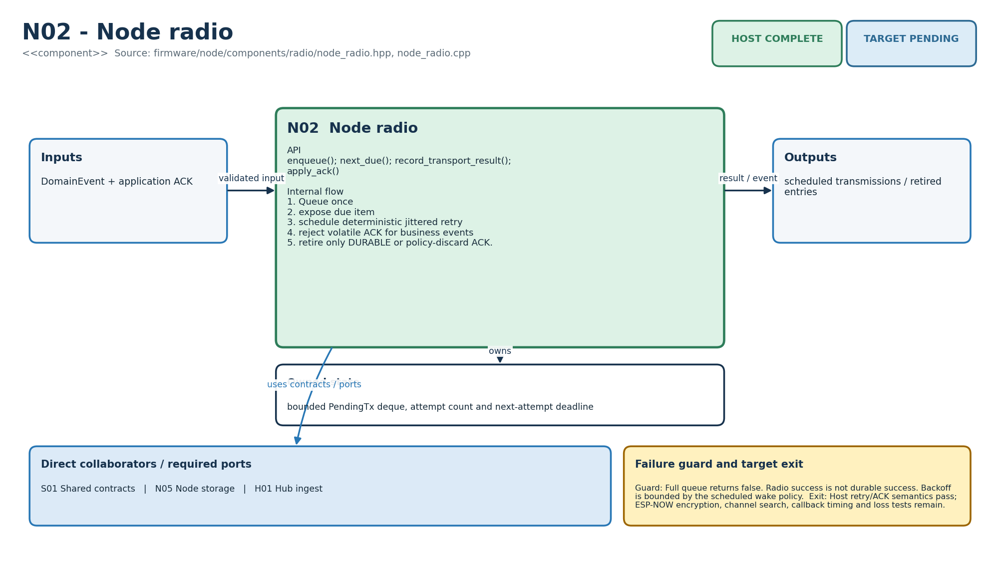 N02 - Node radio
<<component>>  Source: firmware/node/components/radio/node_radio.hpp, node_radio.cpp
HOST COMPLETE
TARGET PENDING
Inputs
DomainEvent + application ACK
validated input
N02  Node radio
API
enqueue(); next_due(); record_transport_result();
apply_ack()
Internal flow
1. Queue once
2. expose due item
3. schedule deterministic jittered retry
4. reject volatile ACK for business events
5. retire only DURABLE or policy-discard ACK.
result / event
Outputs
scheduled transmissions / retired
entries
owns
uses contracts / ports
bounded PendingTx deque, attempt count and next-attempt deadline
Direct collaborators / required ports
S01 Shared contracts   |   N05 Node storage   |   H01 Hub ingest
Failure guard and target exit
Guard: Full queue returns false. Radio success is not durable success. Backoff
is bounded by the scheduled wake policy.  Exit: Host retry/ACK semantics pass;
ESP-NOW encryption, channel search, callback timing and loss tests remain.